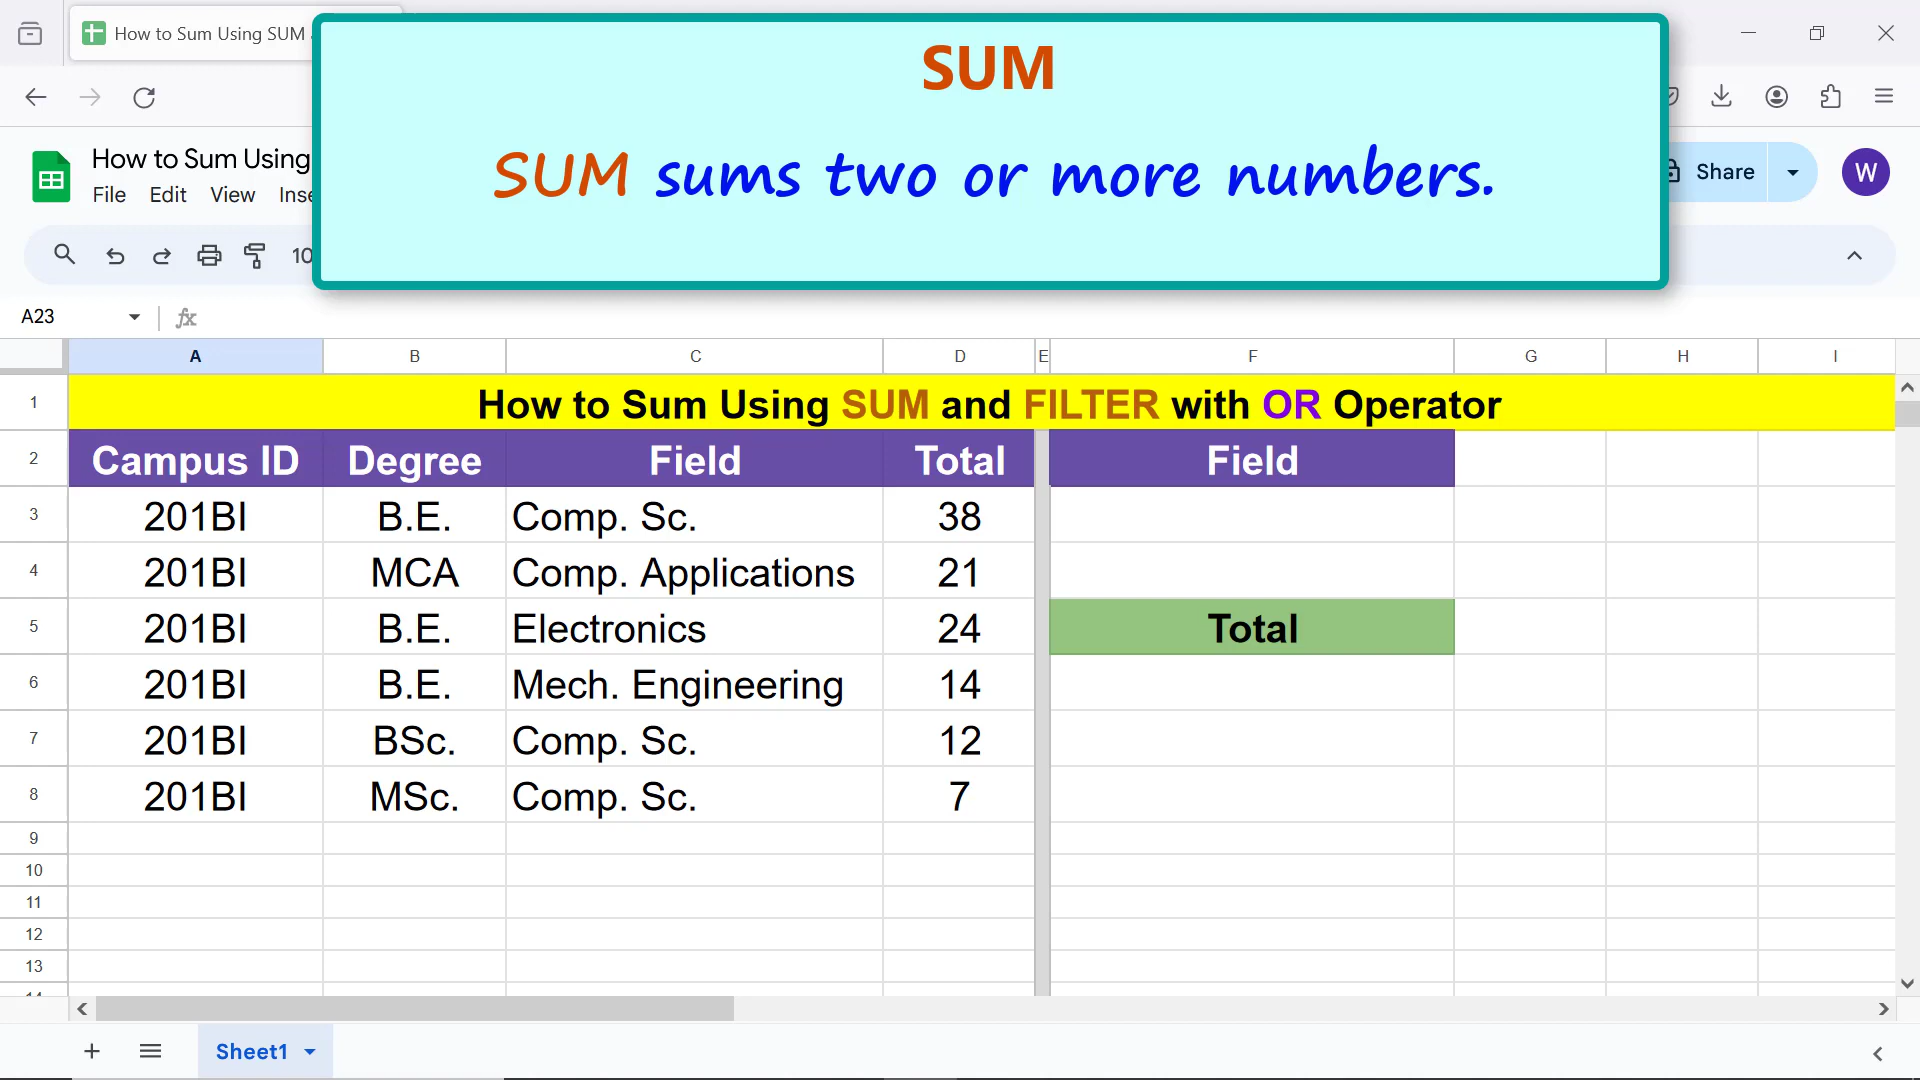 How to Sum Using SUM
SUM
SUM sums two or more numbers.
How to Sum Using
File Edit View Inse
Share
W
10
A23
fx
A B C D E F G H I
1 How to Sum Using SUM and FILTER with OR Operator
2 Campus ID Degree Field Total Field
3 201BI B.E. Comp. Sc. 38
4 201BI MCA Comp. Applications 21
5 201BI B.E. Electronics 24 Total
6 201BI B.E. Mech. Engineering 14
7 201BI BSc. Comp. Sc. 12
8 201BI MSc. Comp. Sc. 7
9
10
11
12
13
Sheet1